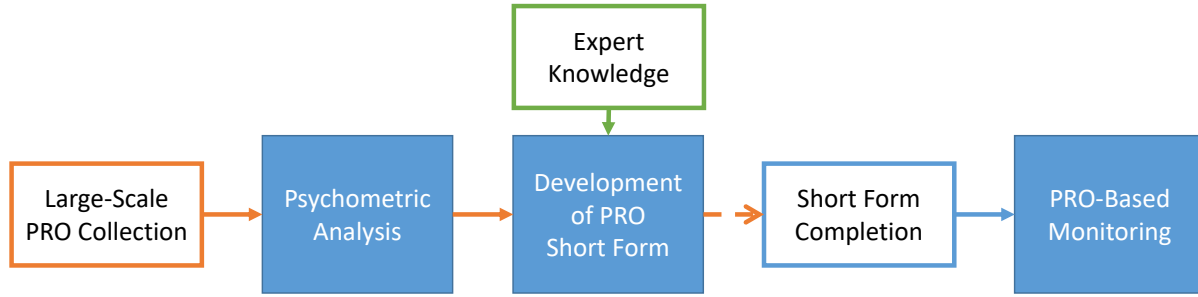 Expert
Knowledge
Large-Scale
PRO Collection
Psychometric
Analysis
Development
of PRO
Short Form
Short Form
Completion
PRO-Based
Monitoring